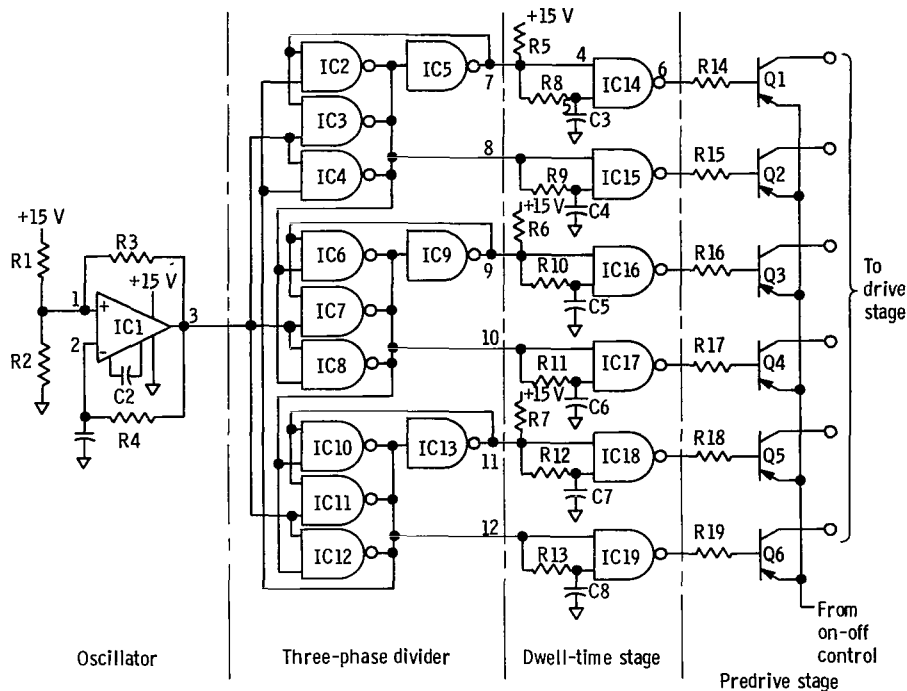 +15 V
R5
IC2
IC5
7
4
IC14
6
R14
Q1
R8
5
C3
IC3
IC4
8
IC15
R15
Q2
R9
C4
+15 V
R6
+15 V
R1
R3
+15 V
1
+
IC1
3
2
−
R2
C2
R4
IC6
IC9
9
R10
IC16
R16
Q3
C5
To
drive
stage
IC7
IC8
10
IC17
R17
Q4
R11
C6
+15 V
R7
IC10
IC13
11
R12
IC18
R18
Q5
C7
IC11
IC12
12
R13
IC19
R19
Q6
C8
From
on-off
control
Oscillator
Three-phase divider
Dwell-time stage
Predrive stage